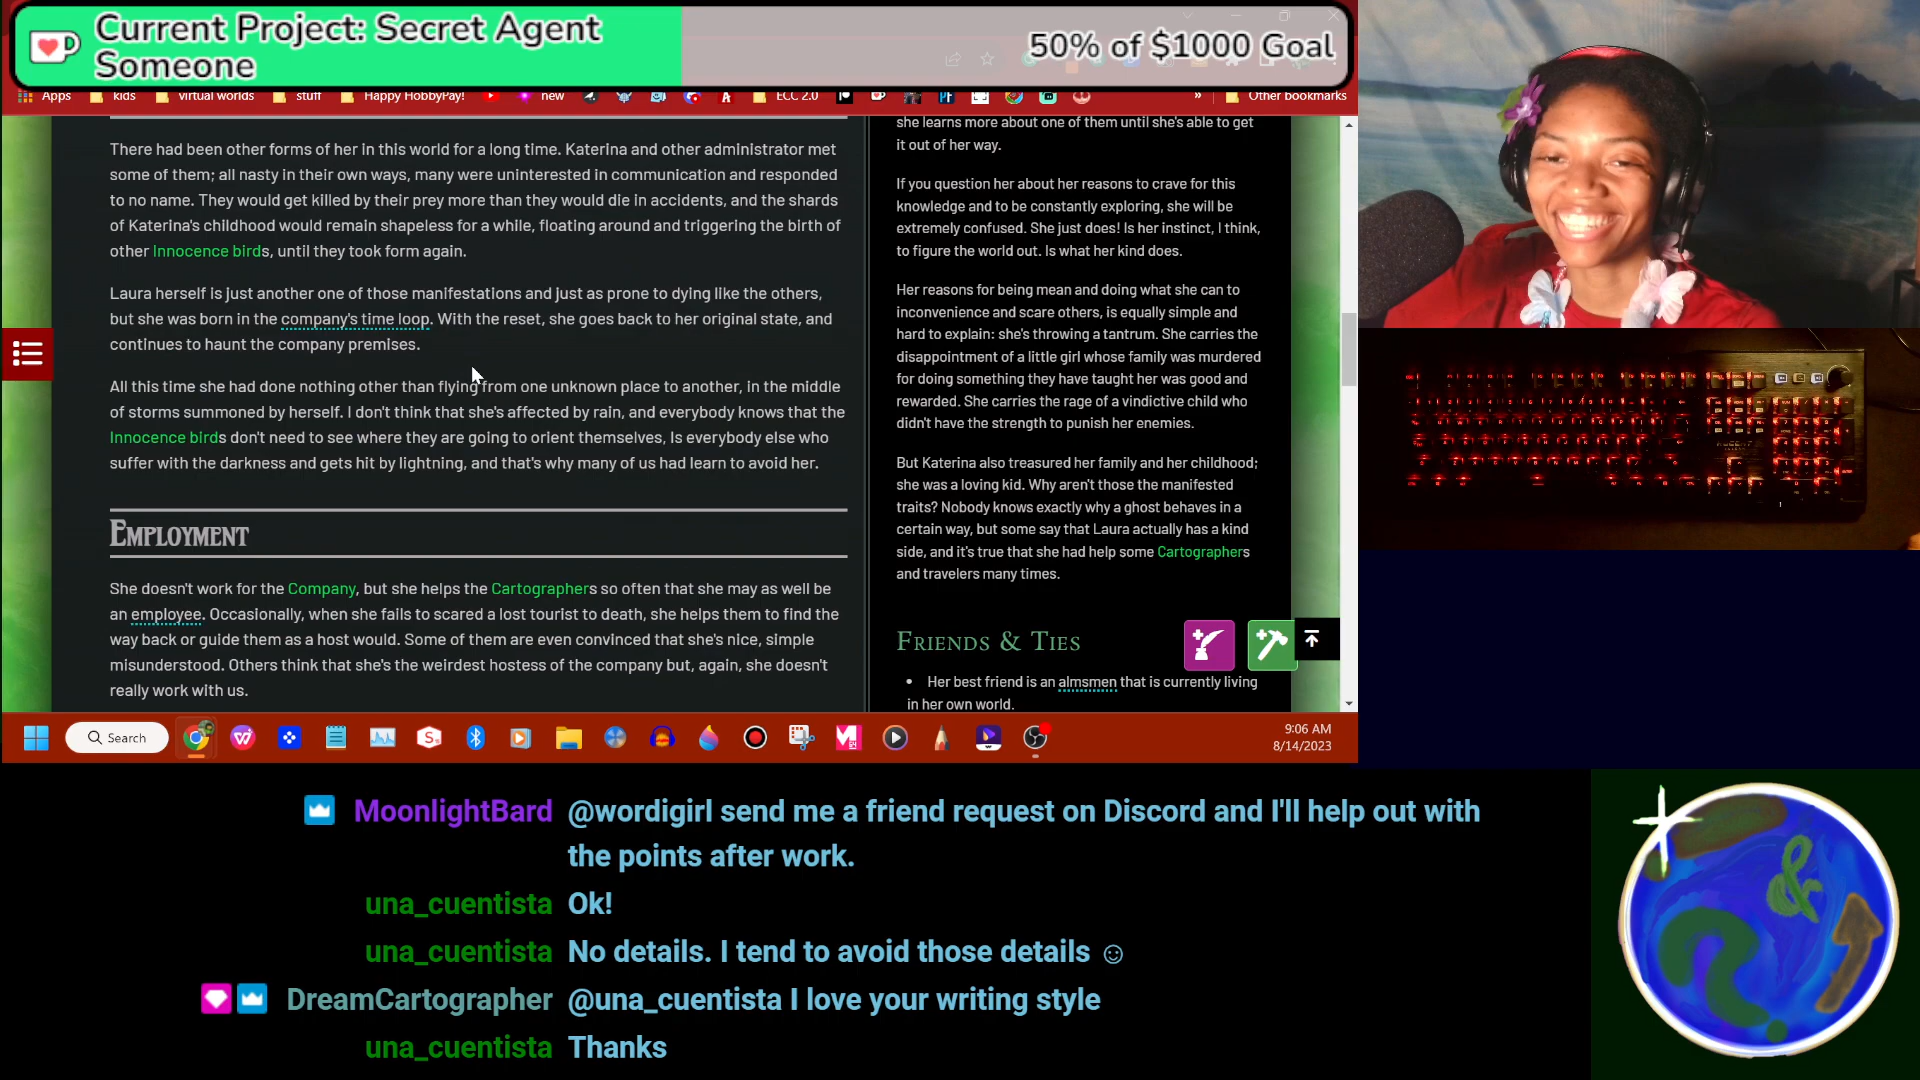 Current Project: Secret Agent
Someone
50% of $1000 Goal
Apps
kids
virtual worlds
stuff
Happy HobbyPay!
new
ECC 2.0
»
Other bookmarks
There had been other forms of her in this world for a long time. Katerina and other administrator met
some of them; all nasty in their own ways, many were uninterested in communication and responded
to no name. They would get killed by their prey more than they would die in accidents, and the shards
of Katerina's childhood would remain shapeless for a while, floating around and triggering the birth of
other Innocence birds, until they took form again.
Laura herself is just another one of those manifestations and just as prone to dying like the others,
but she was born in the company's time loop. With the reset, she goes back to her original state, and
continues to haunt the company premises.
All this time she had done nothing other than flying from one unknown place to another, in the middle
of storms summoned by herself. I don't think that she's affected by rain, and everybody knows that the
Innocence birds don't need to see where they are going to orient themselves, Is everybody else who
suffer with the darkness and gets hit by lightning, and that's why many of us had learn to avoid her.
Employment
She doesn't work for the Company, but she helps the Cartographers so often that she may as well be
an employee. Occasionally, when she fails to scared a lost tourist to death, she helps them to find the
way back or guide them as a host would. Some of them are even convinced that she's nice, simple
misunderstood. Others think that she's the weirdest hostess of the company but, again, she doesn't
really work with us.
she learns more about one of them until she's able to get
it out of her way.
If you question her about her reasons to crave for this
knowledge and to be constantly exploring, she will be
extremely confused. She just does! Is her instinct, I think,
to figure the world out. Is what her kind does.
Her reasons for being mean and doing what she can to
inconvenience and scare others, is equally simple and
hard to explain: she's throwing a tantrum. She carries the
disappointment of a little girl whose family was murdered
for doing something they have taught her was good and
rewarded. She carries the rage of a vindictive child who
didn't have the strength to punish her enemies.
But Katerina also treasured her family and her childhood;
she was a loving kid. Why aren't those the manifested
traits? Nobody knows exactly why a ghost behaves in a
certain way, but some say that Laura actually has a kind
side, and it's true that she had help some Cartographers
and travelers many times.
Friends & Ties
• Her best friend is an almsmen that is currently living
in her own world.
Search
9:06 AM
8/14/2023
MoonlightBard @wordigirl send me a friend request on Discord and I'll help out with
the points after work.
una_cuentista Ok!
una_cuentista No details. I tend to avoid those details ☺
DreamCartographer @una_cuentista I love your writing style
una_cuentista Thanks
&